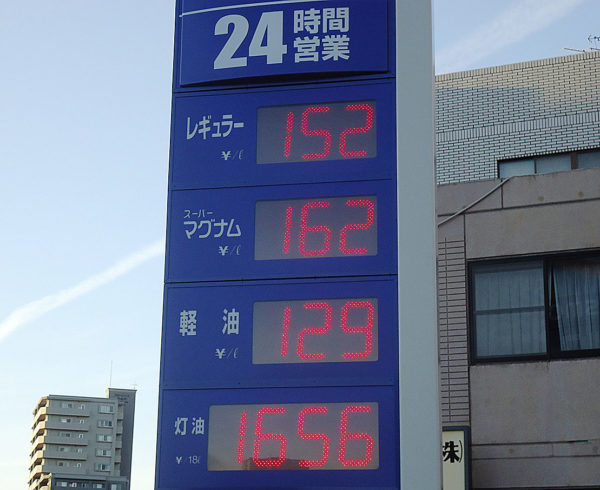 24時間営業
レギュラー
¥/ℓ
152
スーパー
マグナム
¥/ℓ
162
軽油
¥/ℓ
129
灯油
¥/18ℓ
1656
㈱